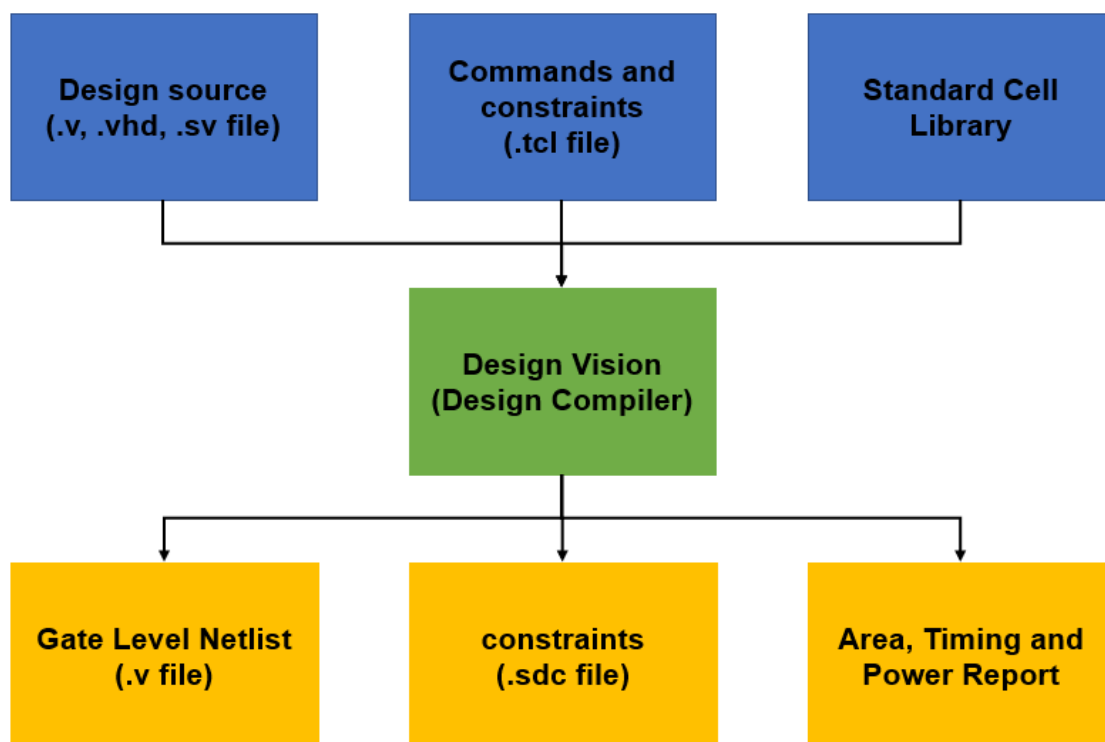 Design source
(.v, .vhd, .sv file)
Commands and
constraints
(.tcl file)
Standard Cell
Library
Design Vision
(Design Compiler)
Gate Level Netlist
(.v file)
constraints
(.sdc file)
Area, Timing and
Power Report